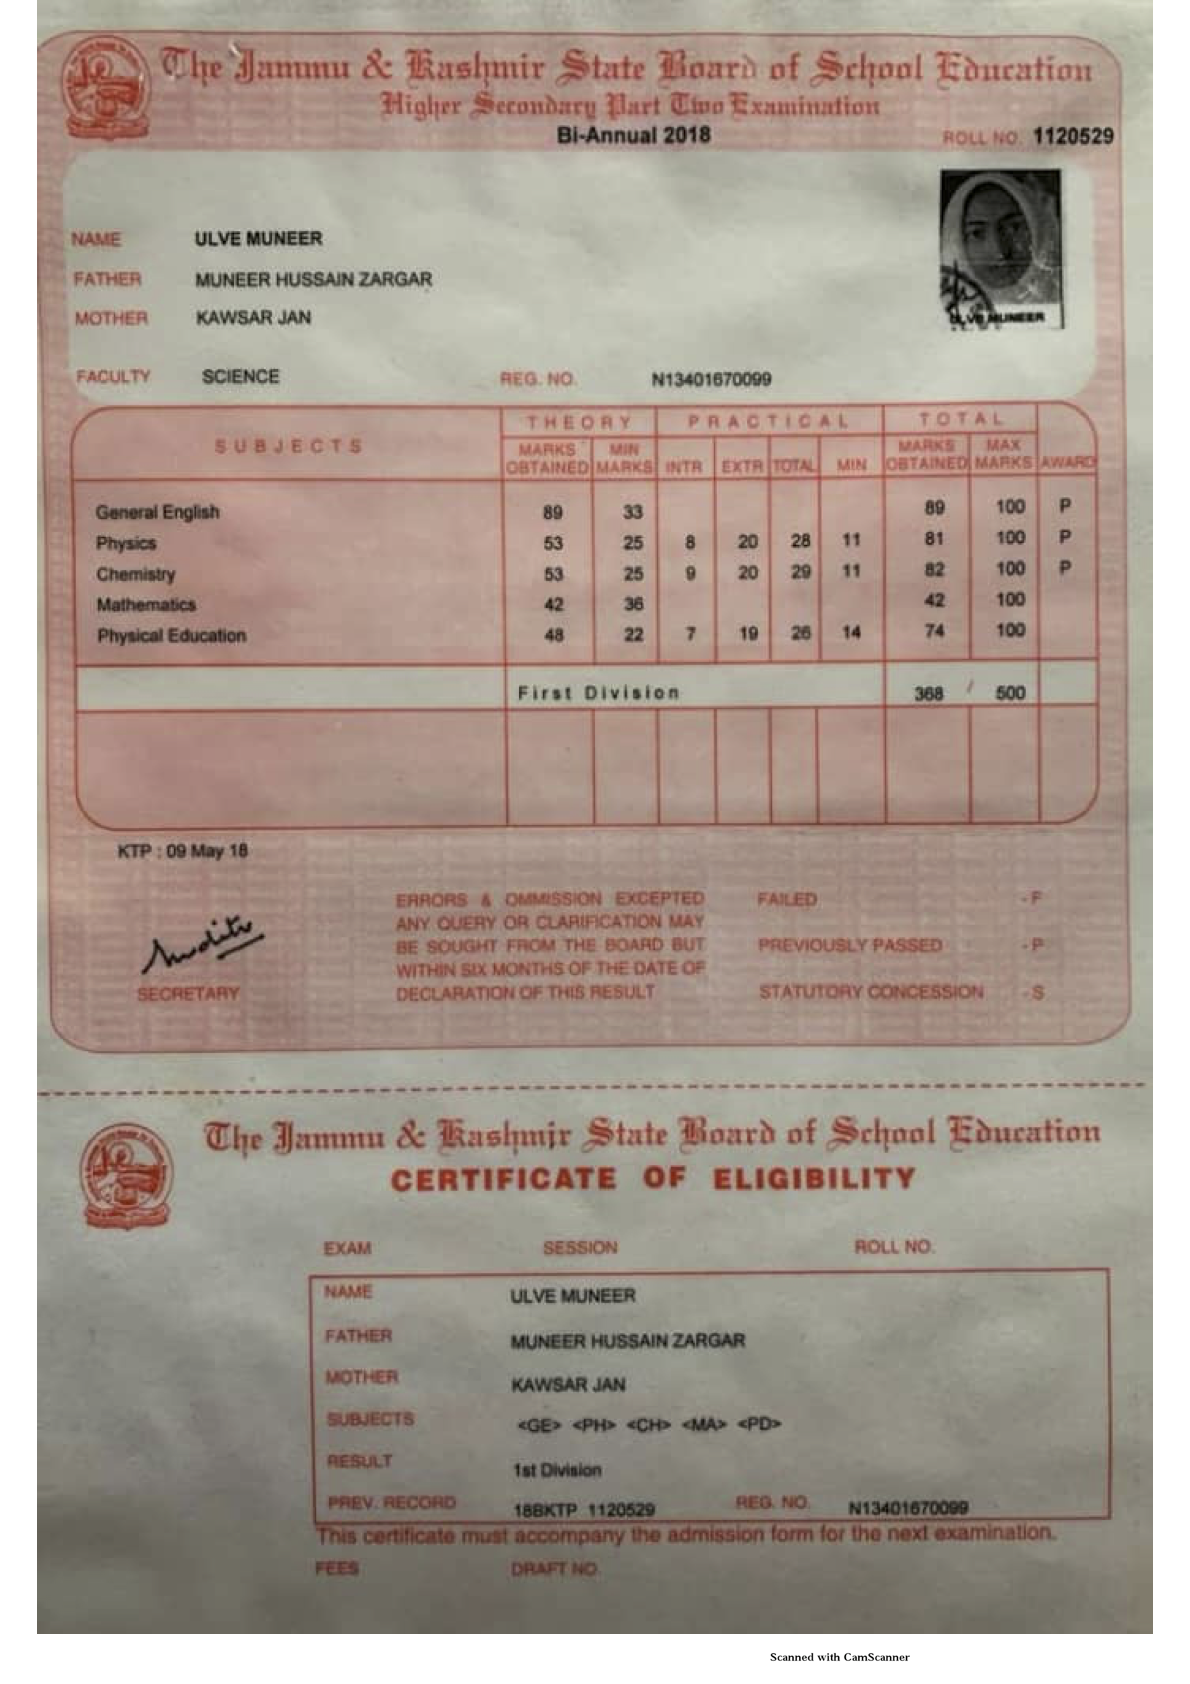 The Jammu & Kashmir State Board of School Education
Higher Secondary Part Two Examination
Bi-Annual 2018
ROLL NO. 1120529
ULVE MUNEER
NAME ULVE MUNEER
FATHER MUNEER HUSSAIN ZARGAR
MOTHER KAWSAR JAN
FACULTY SCIENCE REG. NO. N13401670099
SUBJECTS THEORY PRACTICAL TOTAL
MARKS OBTAINED MIN MARKS INTR EXTR TOTAL MIN MARKS OBTAINED MAX MARKS AWARD
General English 89 33 89 100 P
Physics 53 25 8 20 28 11 81 100 P
Chemistry 53 25 9 20 29 11 82 100 P
Mathematics 42 36 42 100
Physical Education 48 22 7 19 26 14 74 100
First Division 368 / 500
KTP : 09 May 18
ERRORS & OMMISSION EXCEPTED FAILED - F
ANY QUERY OR CLARIFICATION MAY
BE SOUGHT FROM THE BOARD BUT PREVIOUSLY PASSED - P
WITHIN SIX MONTHS OF THE DATE OF
SECRETARY DECLARATION OF THIS RESULT STATUTORY CONCESSION - S
The Jammu & Kashmir State Board of School Education
CERTIFICATE OF ELIGIBILITY
EXAM SESSION ROLL NO.
NAME ULVE MUNEER
FATHER MUNEER HUSSAIN ZARGAR
MOTHER KAWSAR JAN
SUBJECTS <GE> <PH> <CH> <MA> <PD>
RESULT 1st Division
PREV. RECORD 18BKTP 1120529 REG. NO. N13401670099
This certificate must accompany the admission form for the next examination.
FEES DRAFT NO.
Scanned with CamScanner